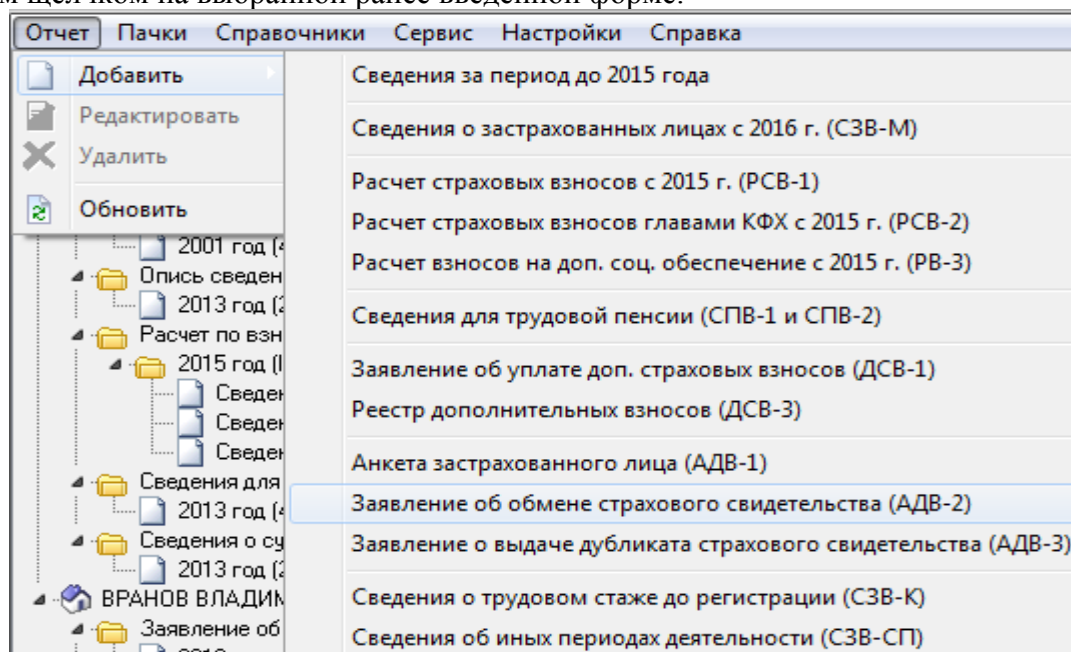 щелчком на выбранной ранее введенной форме.
Отчет Пачки Справочники Сервис Настройки Справка
Добавить
Редактировать
Удалить
Обновить
Сведения за период до 2015 года
Сведения о застрахованных лицах с 2016 г. (СЗВ-М)
Расчет страховых взносов с 2015 г. (РСВ-1)
Расчет страховых взносов главами КФХ с 2015 г. (РСВ-2)
Расчет взносов на доп. соц. обеспечение с 2015 г. (РВ-3)
Сведения для трудовой пенсии (СПВ-1 и СПВ-2)
Заявление об уплате доп. страховых взносов (ДСВ-1)
Реестр дополнительных взносов (ДСВ-3)
Анкета застрахованного лица (АДВ-1)
Заявление об обмене страхового свидетельства (АДВ-2)
Заявление о выдаче дубликата страхового свидетельства (АДВ-3)
Сведения о трудовом стаже до регистрации (СЗВ-К)
Сведения об иных периодах деятельности (СЗВ-СП)
2001 год (
Опись сведен
2013 год (
Расчет по взн
2015 год (I
Сведен
Сведен
Сведен
Сведения для
2013 год (
Сведения о су
2013 год (
ВРАНОВ ВЛАДИМ
Заявление об